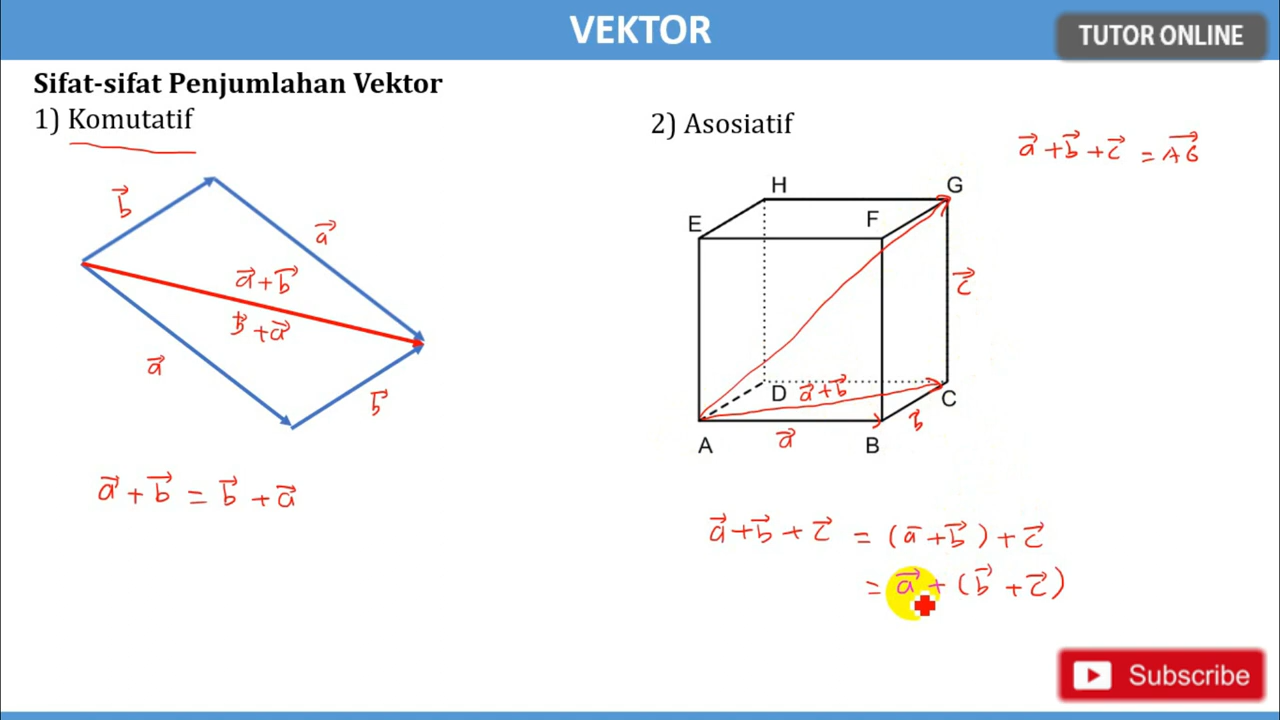 VEKTOR
TUTOR ONLINE
Sifat-sifat Penjumlahan Vektor
1) Komutatif
b⃗
a⃗
a⃗ + b⃗
b⃗ + a⃗
a⃗
b⃗
a⃗ + b⃗ = b⃗ + a⃗
2) Asosiatif
a⃗ + b⃗ + c⃗ = AG⃗
H
G
E
F
c⃗
D
a⃗ + b⃗
C
A
a⃗
B
b⃗
a⃗ + b⃗ + c⃗ = (a⃗ + b⃗) + c⃗
= a⃗ + (b⃗ + c⃗)
Subscribe